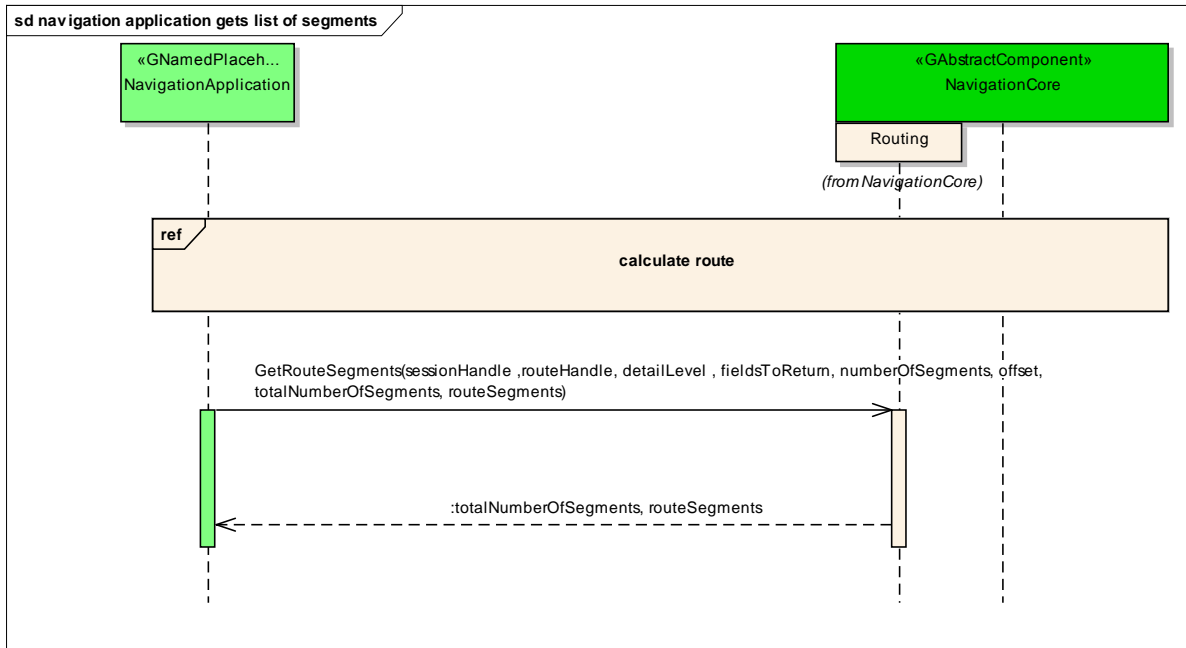 sd navigation application gets list of segments
«GNamedPlaceh...
NavigationApplication
«GAbstractComponent»
NavigationCore
Routing
(from NavigationCore)
ref
calculate route
GetRouteSegments(sessionHandle ,routeHandle, detailLevel , fieldsToReturn, numberOfSegments, offset,
totalNumberOfSegments, routeSegments)
:totalNumberOfSegments, routeSegments